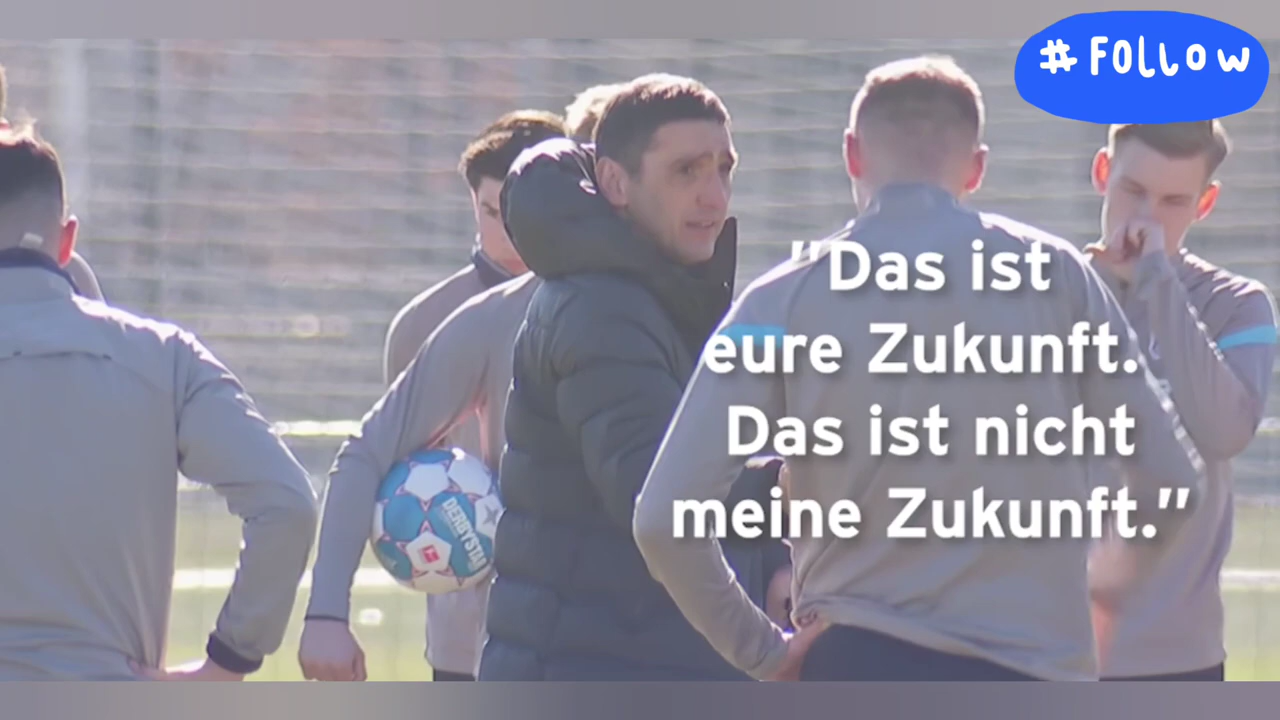 #FOLLOW
"Das ist
eure Zukunft.
Das ist nicht
meine Zukunft."
DERBYSTAR